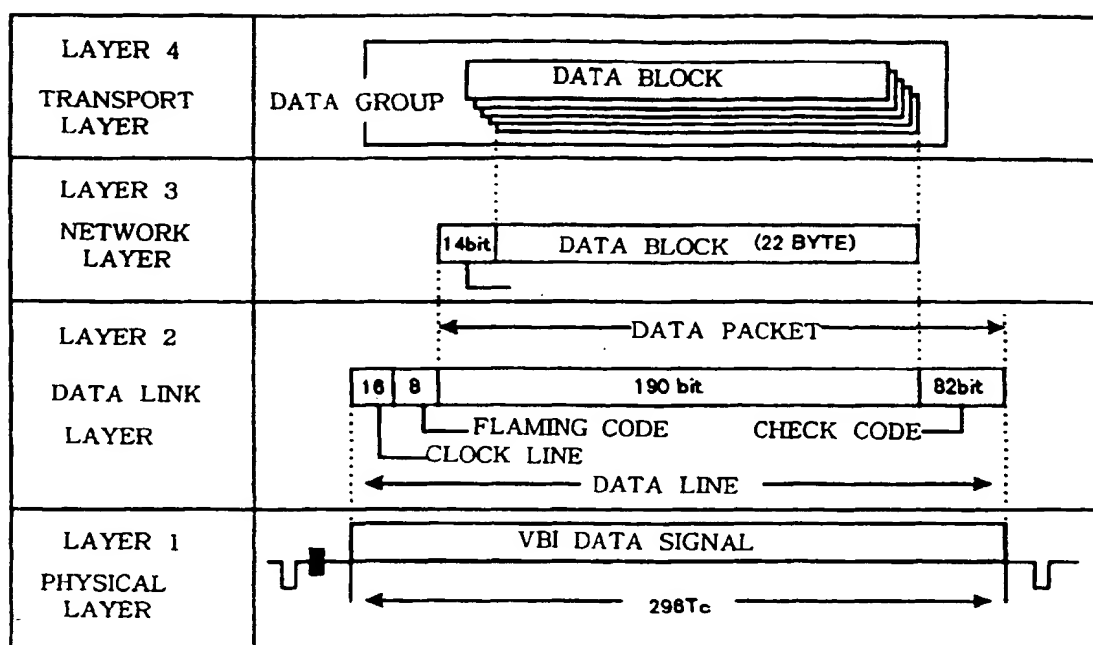 LAYER 4
TRANSPORT
LAYER
DATA GROUP
DATA BLOCK
LAYER 3
NETWORK
LAYER
14bit
DATA BLOCK (22 BYTE)
LAYER 2
DATA LINK
LAYER
DATA PACKET
16
8
190 bit
82bit
FLAMING CODE
CHECK CODE
CLOCK LINE
DATA LINE
LAYER 1
PHYSICAL
LAYER
VBI DATA SIGNAL
296Tc